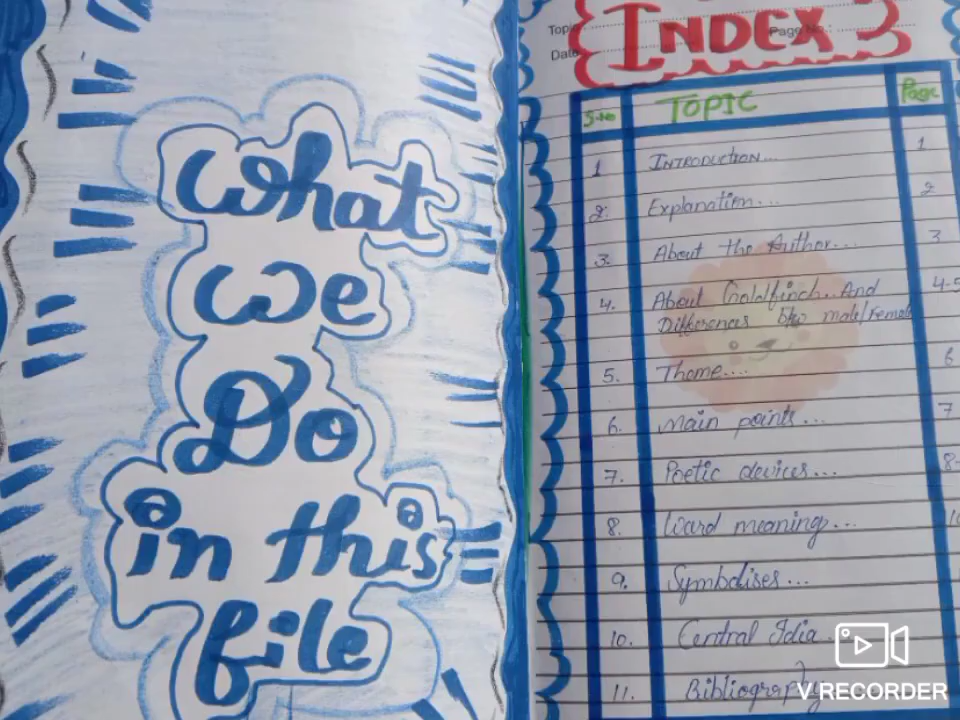 What
we
Do
in this
file
Topic
Page No.:
Date
INDEX
S.No TOPIC Page
1 INTRODUCTION... 1
2. Explanation... 2
3. About the Author... 3
4. About Goldfinch..And 4-5
Differences b/w male/femal
5. Theme.... 6
6. Main points... 7
7. Poetic devices... 8-
8. Word meaning... 10
9. Symbolises...
10. Central Idia..
11. Bibliography
V RECORDER